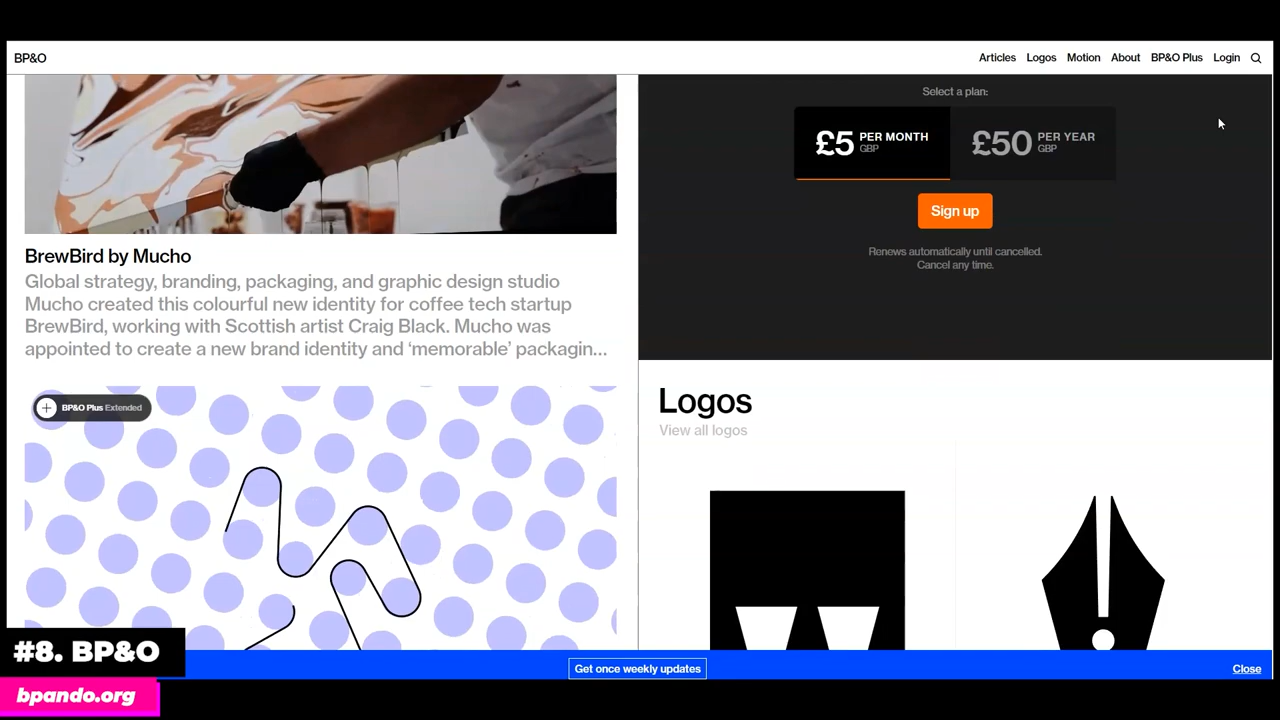 BP&O
Articles Logos Motion About BP&O Plus Login
Select a plan:
£5 PER MONTH GBP
£50 PER YEAR GBP
Sign up
Renews automatically until cancelled.
Cancel any time.
BrewBird by Mucho
Global strategy, branding, packaging, and graphic design studio
Mucho created this colourful new identity for coffee tech startup
BrewBird, working with Scottish artist Craig Black. Mucho was
appointed to create a new brand identity and ‘memorable’ packagin...
BP&O Plus Extended
Logos
View all logos
#8. BP&O
bpando.org
Get once weekly updates
Close